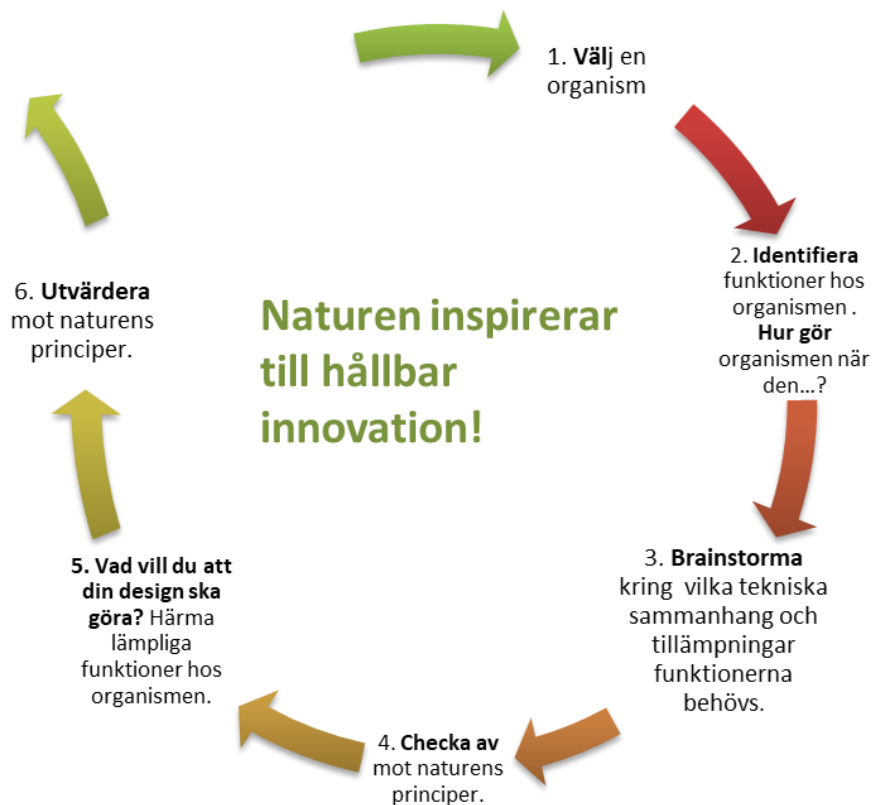 1. Välj en
organism
2. Identifiera
funktioner hos
organismen .
Hur gör
organismen när
den...?
3. Brainstorma
kring vilka tekniska
sammanhang och
tillämpningar
funktionerna
behövs.
4. Checka av
mot naturens
principer.
5. Vad vill du att
din design ska
göra? Härma
lämpliga
funktioner hos
organismen.
6. Utvärdera
mot naturens
principer.
Naturen inspirerar
till hållbar
innovation!